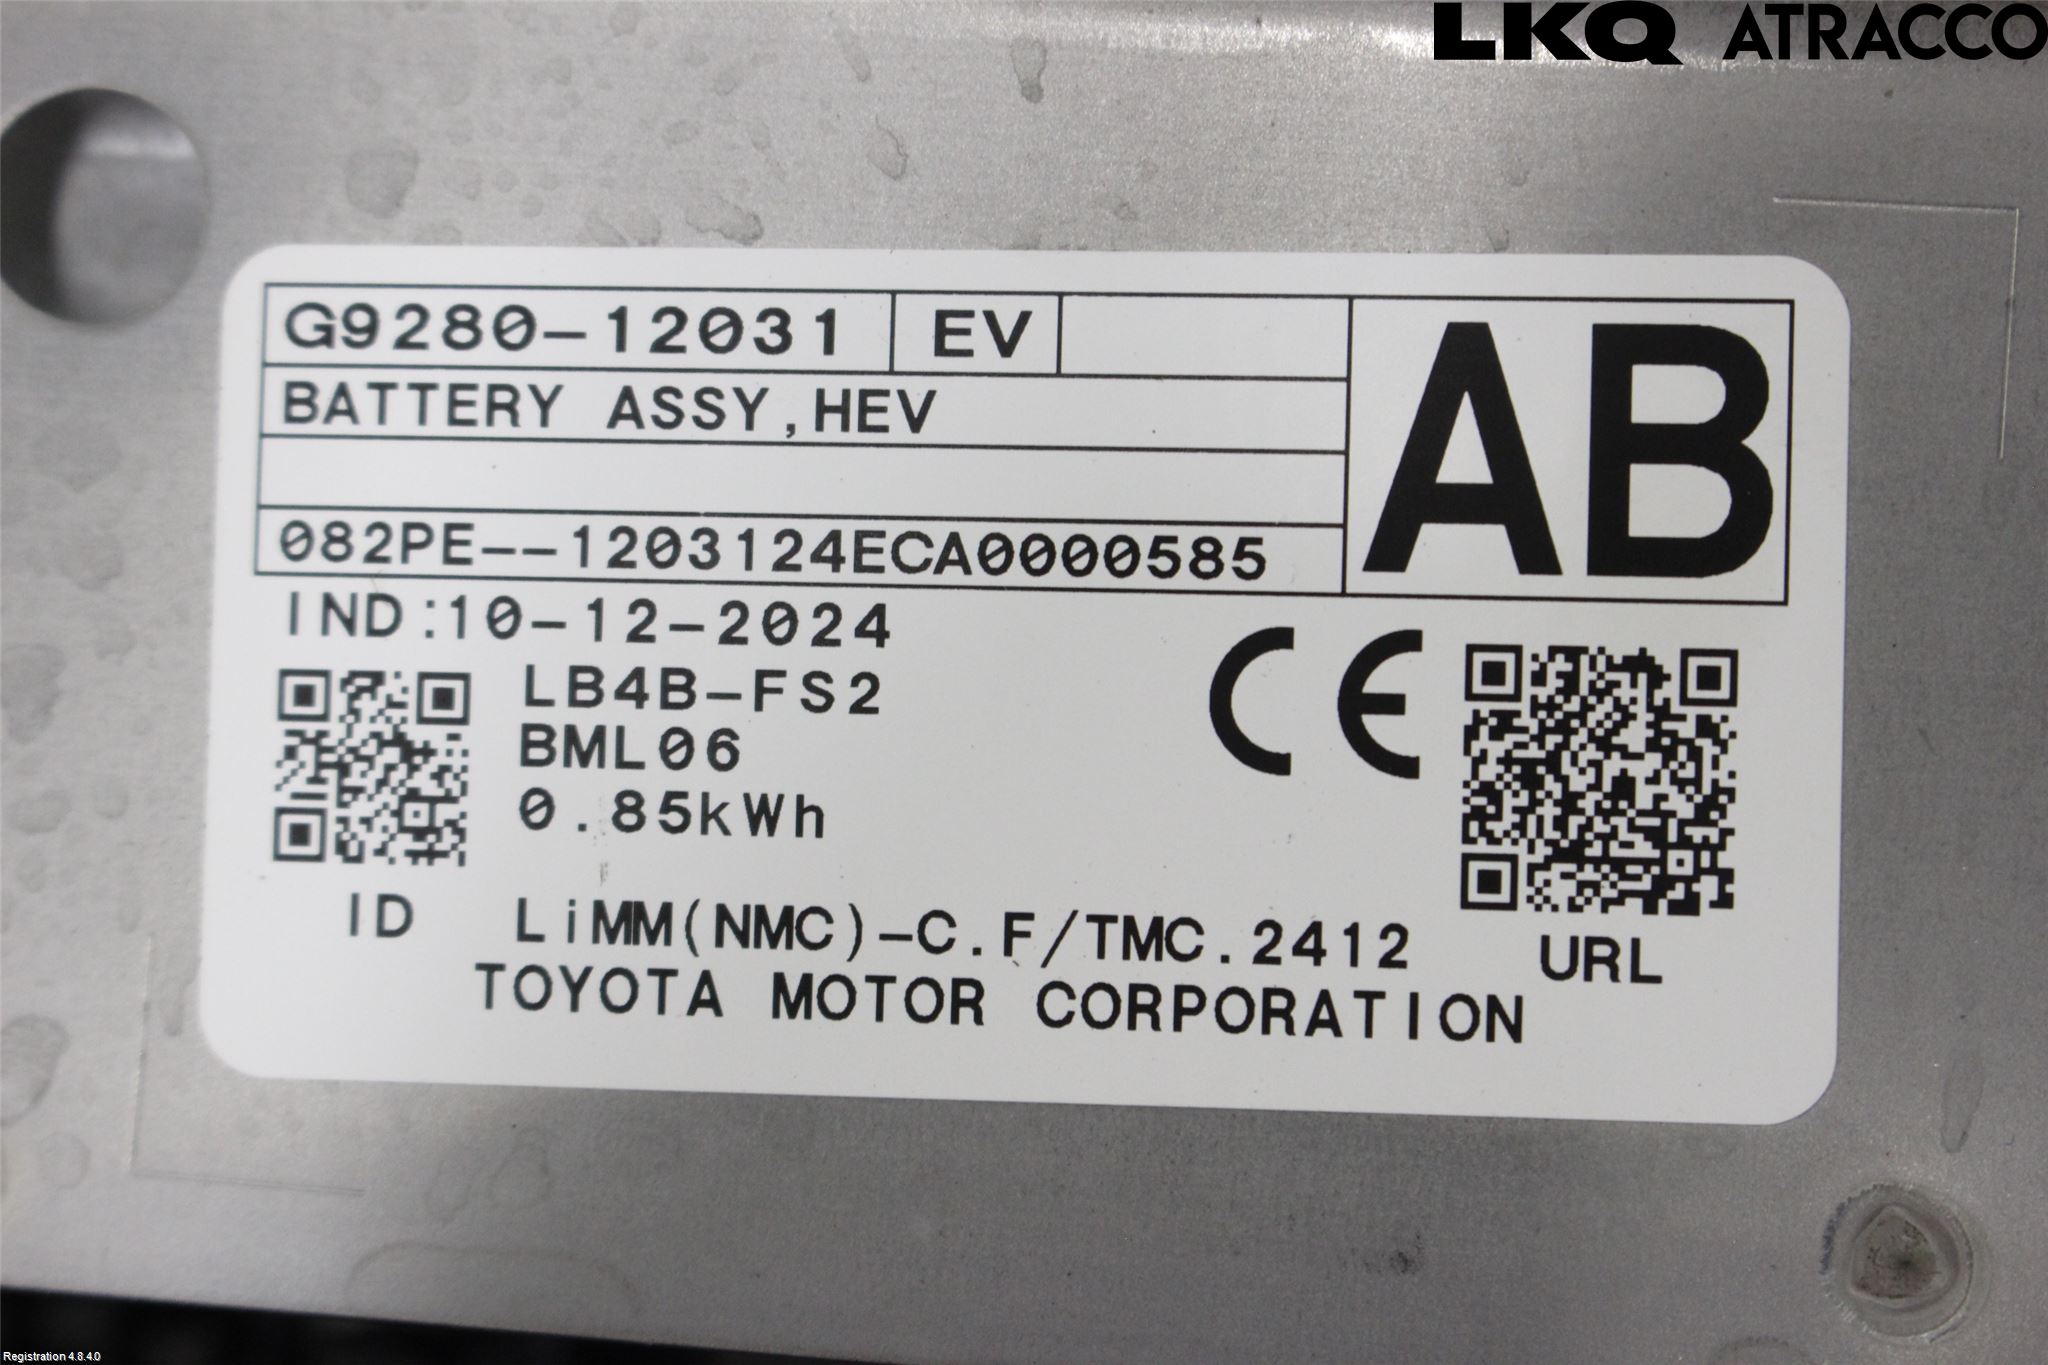 LKQ ATRACCO
G9280-12031 EV
AB
BATTERY ASSY,HEV
082PE--1203124ECA0000585
IND:10-12-2024
LB4B-FS2
BML06
0.85kWh
CE
ID
LiMM(NMC)-C.F/TMC.2412
URL
TOYOTA MOTOR CORPORATION
Registration 4.8.4.0